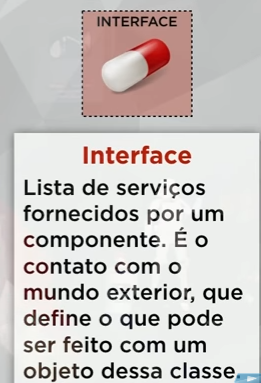 INTERFACE
Interface
Lista de serviços
fornecidos por um
componente. É o
contato com o
mundo exterior, que
define o que pode
ser feito com um
objeto dessa classe.